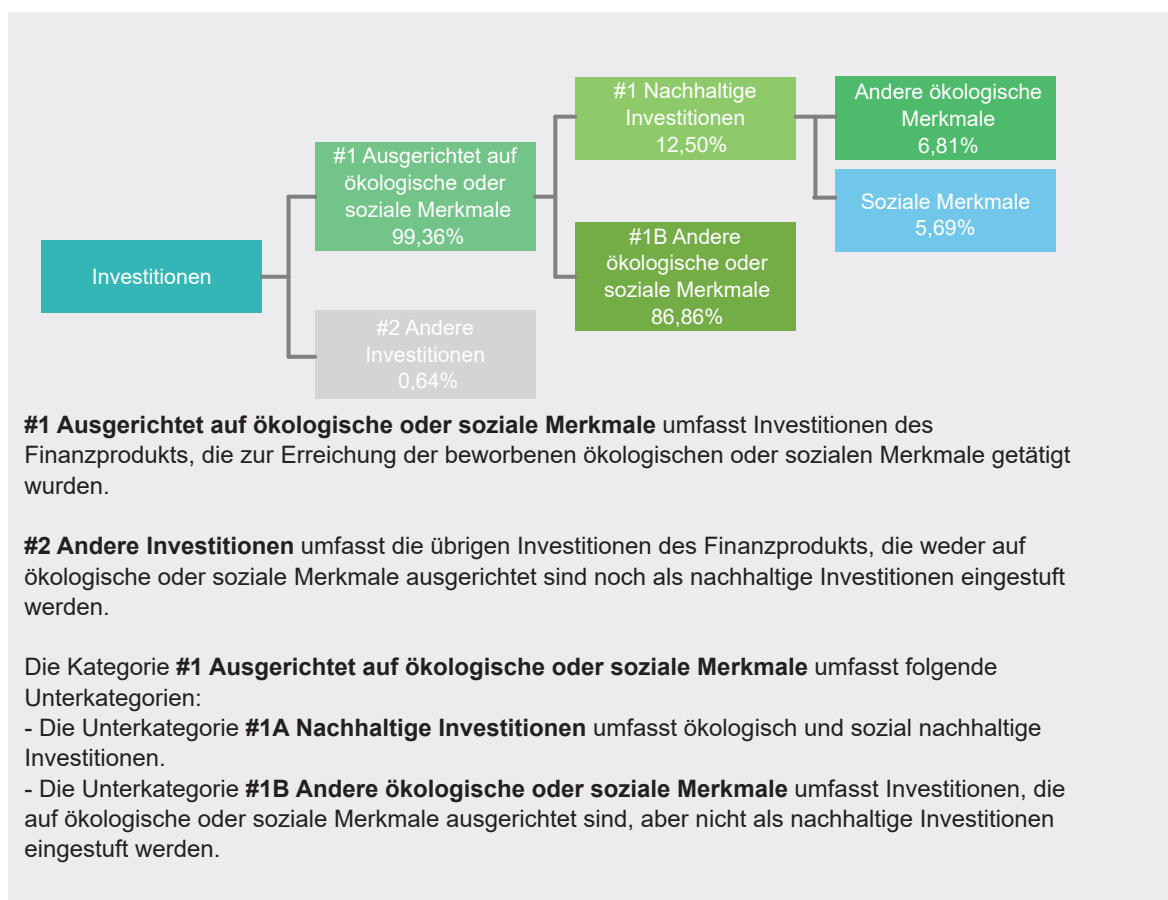 #1 Nachhaltige
Investitionen
12,50%
Andere ökologische
Merkmale
6,81%
#1 Ausgerichtet auf
ökologische oder
soziale Merkmale
99,36%
Soziale Merkmale
5,69%
#1B Andere
ökologische oder
soziale Merkmale
86,86%
Investitionen
#2 Andere
Investitionen
0,64%
#1 Ausgerichtet auf ökologische oder soziale Merkmale umfasst Investitionen des
Finanzprodukts, die zur Erreichung der beworbenen ökologischen oder sozialen Merkmale getätigt
wurden.
#2 Andere Investitionen umfasst die übrigen Investitionen des Finanzprodukts, die weder auf
ökologische oder soziale Merkmale ausgerichtet sind noch als nachhaltige Investitionen eingestuft
werden.
Die Kategorie #1 Ausgerichtet auf ökologische oder soziale Merkmale umfasst folgende
Unterkategorien:
- Die Unterkategorie #1A Nachhaltige Investitionen umfasst ökologisch und sozial nachhaltige
Investitionen.
- Die Unterkategorie #1B Andere ökologische oder soziale Merkmale umfasst Investitionen, die
auf ökologische oder soziale Merkmale ausgerichtet sind, aber nicht als nachhaltige Investitionen
eingestuft werden.